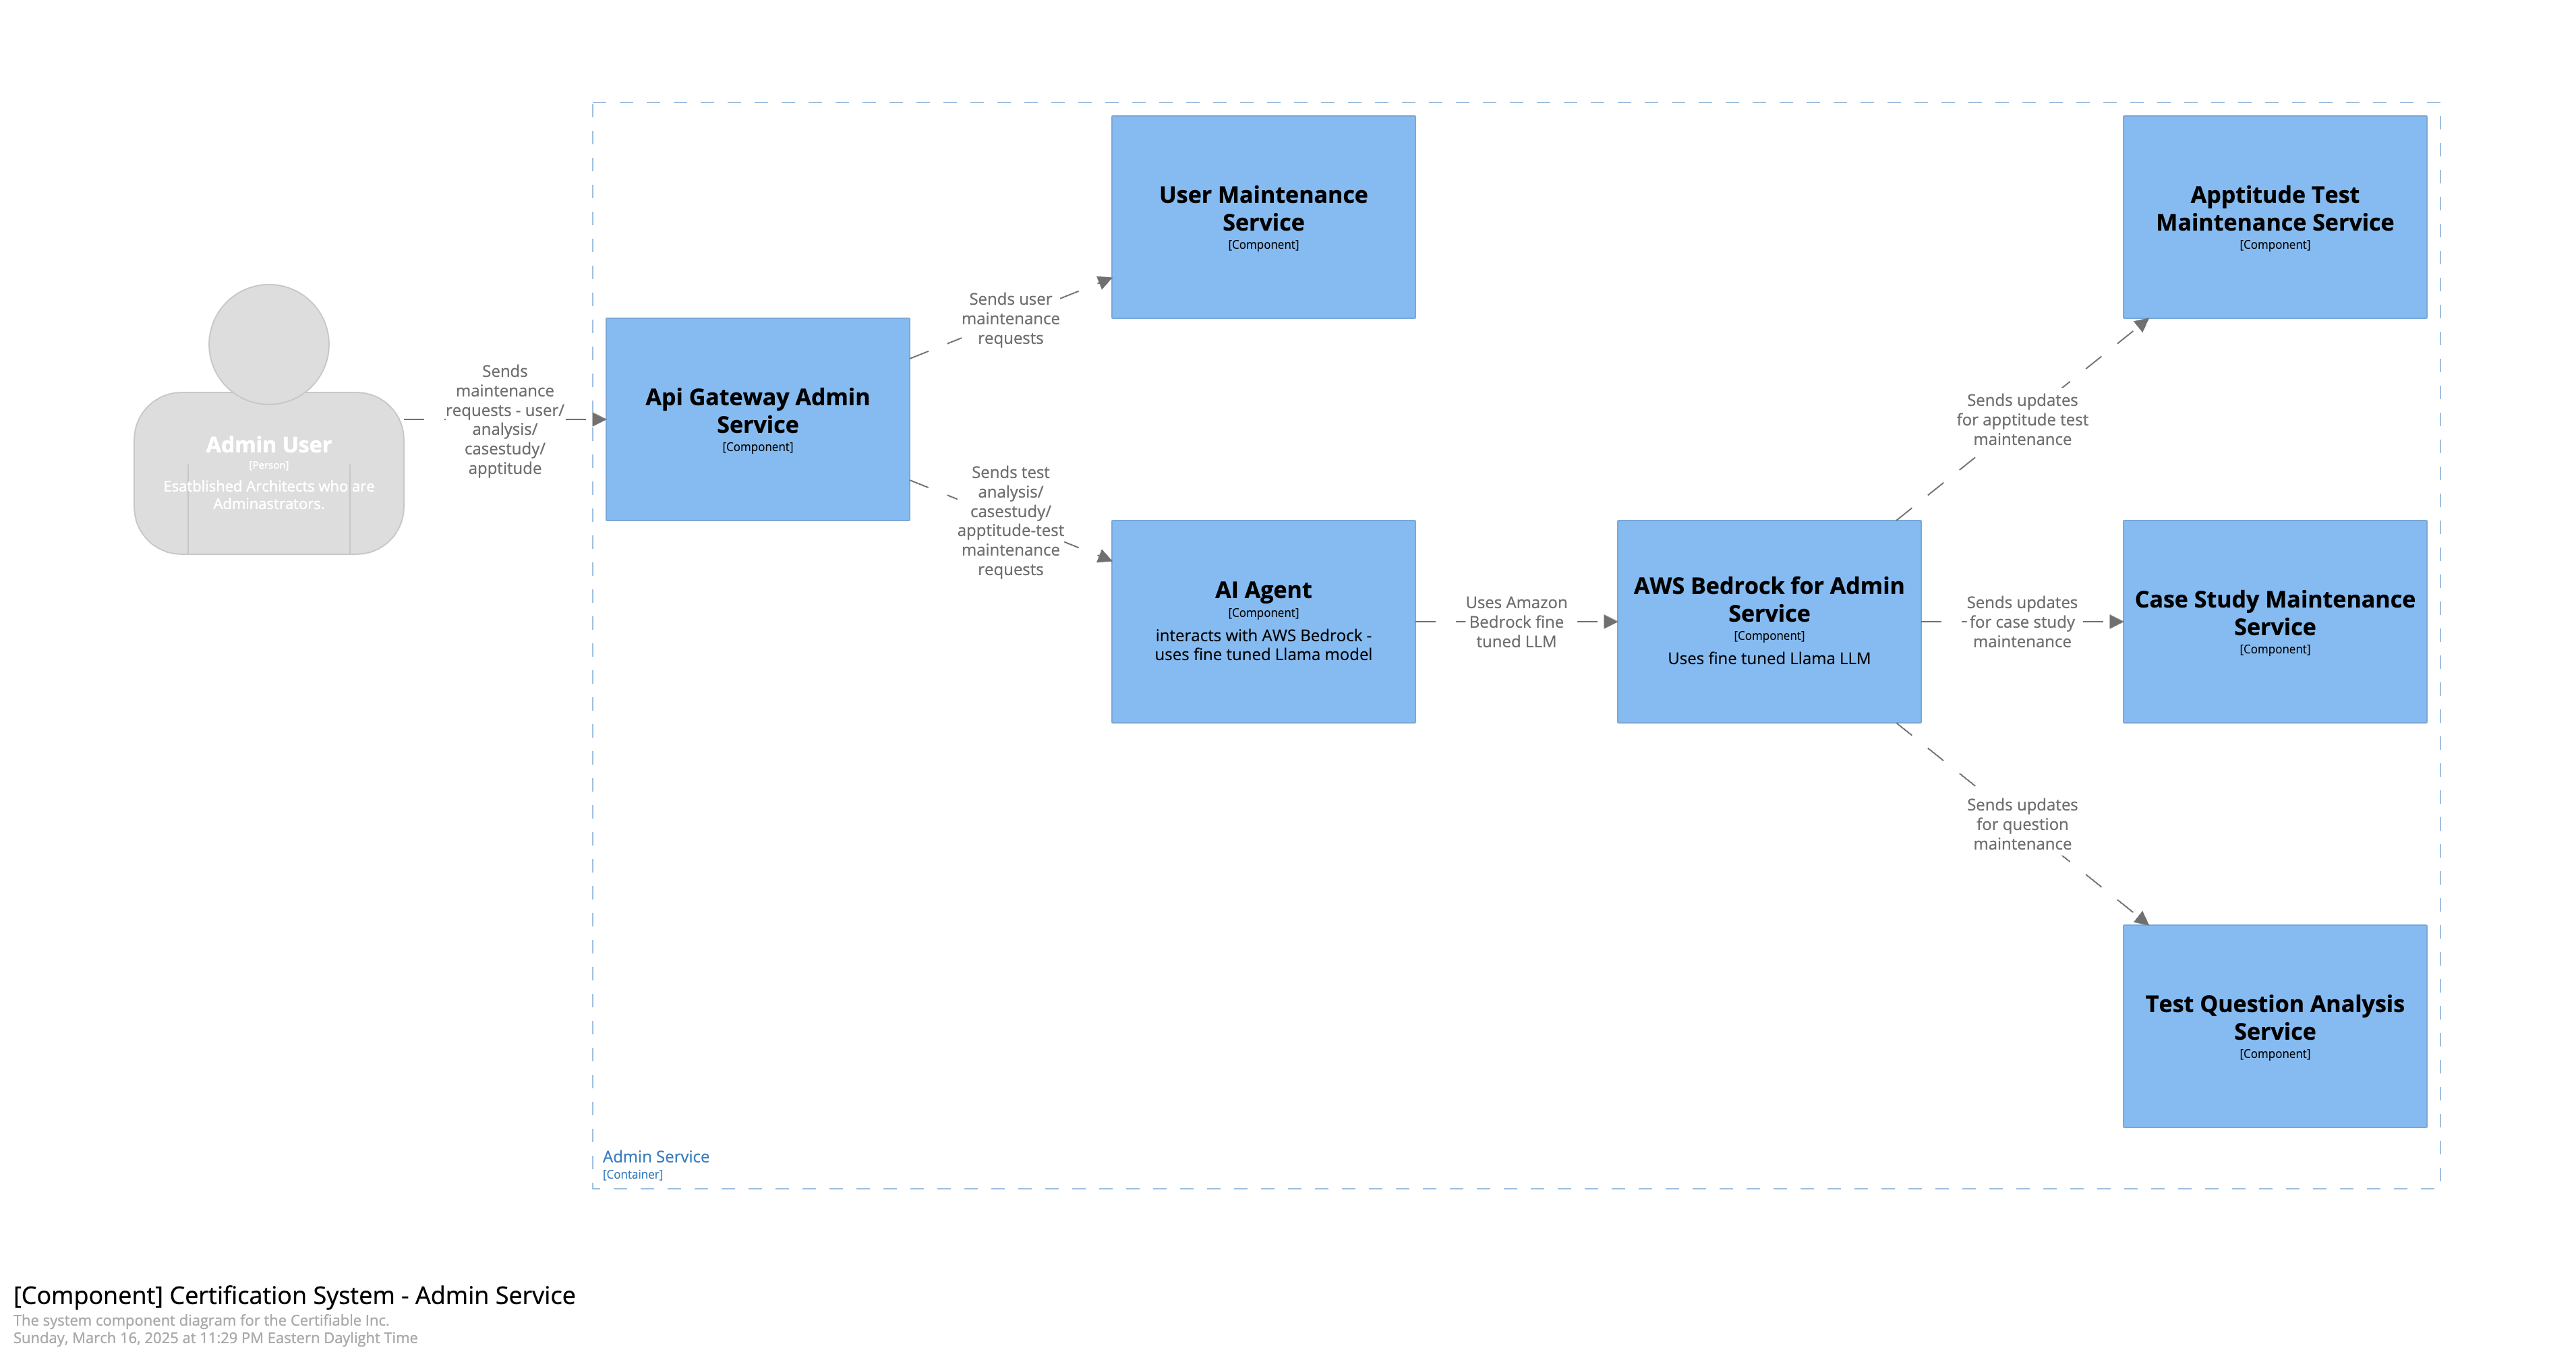 User Maintenance
Service
[Component]
Apptitude Test
Maintenance Service
[Component]
Sends user
maintenance
requests
Sends
maintenance
requests - user/
analysis/
casestudy/
apptitude
Api Gateway Admin
Service
[Component]
Admin User
[Person]
Esatblished Architects who are
Adminastrators.
Sends updates
for apptitude test
maintenance
Sends test
analysis/
casestudy/
apptitude-test
maintenance
requests
AI Agent
[Component]
interacts with AWS Bedrock -
uses fine tuned Llama model
Uses Amazon
Bedrock fine
tuned LLM
AWS Bedrock for Admin
Service
[Component]
Uses fine tuned Llama LLM
Sends updates
for case study
maintenance
Case Study Maintenance
Service
[Component]
Sends updates
for question
maintenance
Test Question Analysis
Service
[Component]
Admin Service
[Container]
[Component] Certification System - Admin Service
The system component diagram for the Certifiable Inc.
Sunday, March 16, 2025 at 11:29 PM Eastern Daylight Time